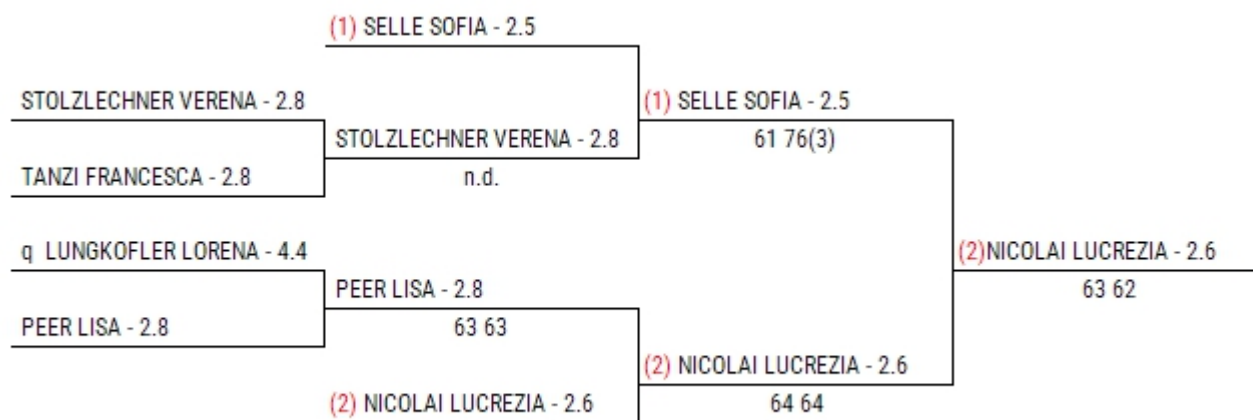 (1) SELLE SOFIA - 2.5
STOLZLECHNER VERENA - 2.8
(1) SELLE SOFIA - 2.5
STOLZLECHNER VERENA - 2.8
61 76(3)
TANZI FRANCESCA - 2.8
n.d.
q LUNGKOFLER LORENA - 4.4
(2)NICOLAI LUCREZIA - 2.6
PEER LISA - 2.8
63 62
PEER LISA - 2.8
63 63
(2) NICOLAI LUCREZIA - 2.6
(2) NICOLAI LUCREZIA - 2.6
64 64